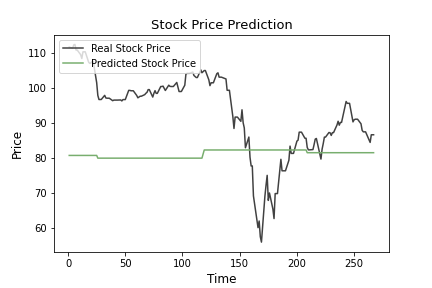 Stock Price Prediction
Real Stock Price
Predicted Stock Price
Price
110
100
90
80
70
60
0 50 100 150 200 250
Time